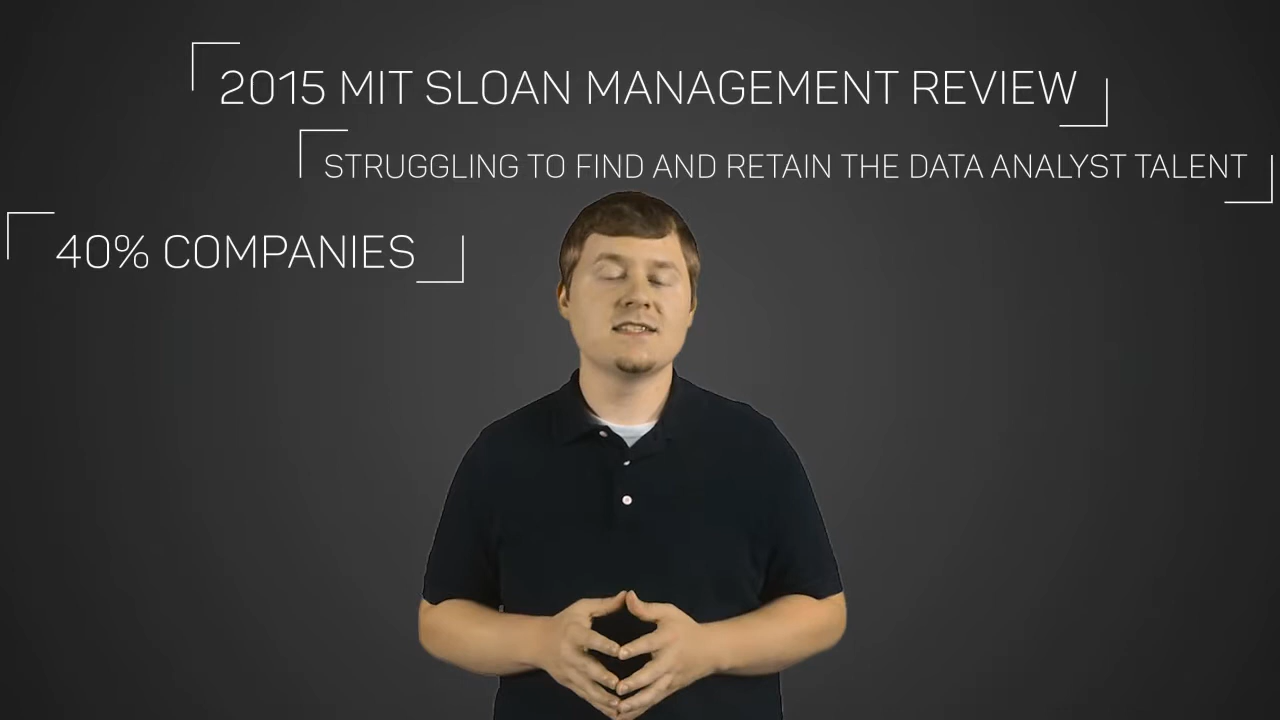 2015 MIT SLOAN MANAGEMENT REVIEW
STRUGGLING TO FIND AND RETAIN THE DATA ANALYST TALENT
40% COMPANIES